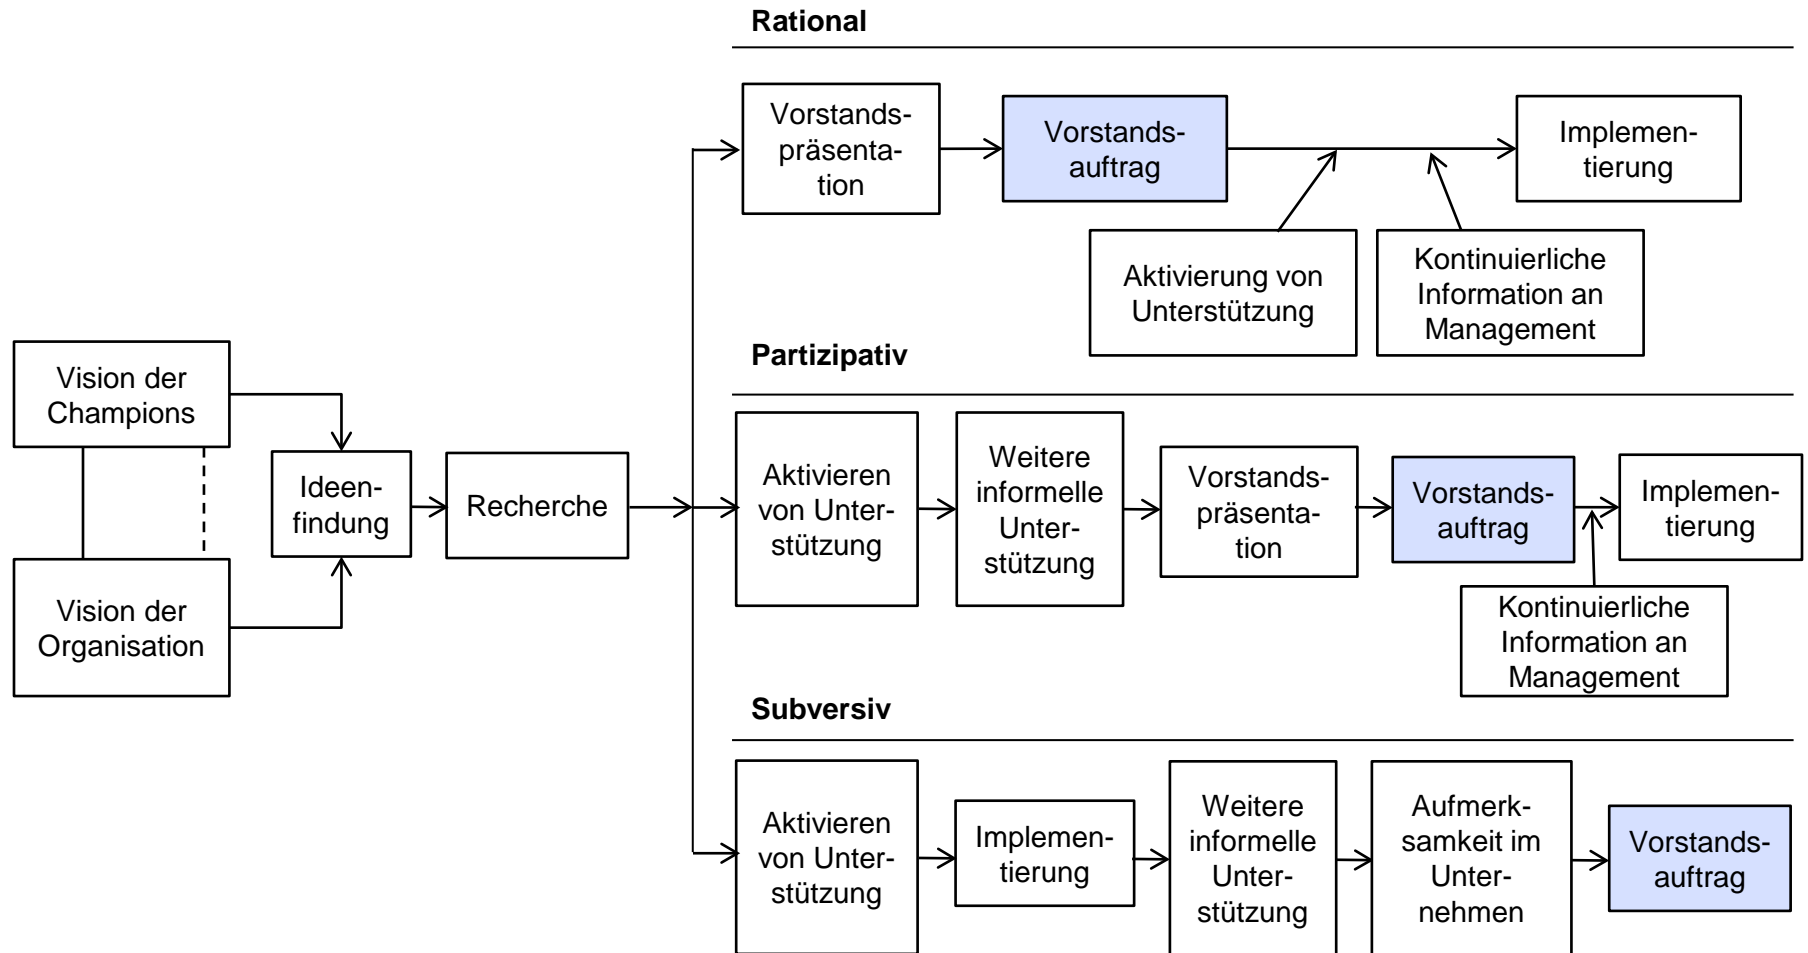 Rational
Vorstands-
präsenta-
tion
Vorstands-
auftrag
Implemen-
tierung
Aktivierung von
Unterstützung
Kontinuierliche
Information an
Management
Vision der
Champions
Vision der
Organisation
Ideen-
findung
Recherche
Partizipativ
Aktivieren
von Unter-
stützung
Weitere
informelle
Unter-
stützung
Vorstands-
präsenta-
tion
Vorstands-
auftrag
Implemen-
tierung
Kontinuierliche
Information an
Management
Subversiv
Aktivieren
von Unter-
stützung
Implemen-
tierung
Weitere
informelle
Unter-
stützung
Aufmerk-
samkeit im
Unter-
nehmen
Vorstands-
auftrag